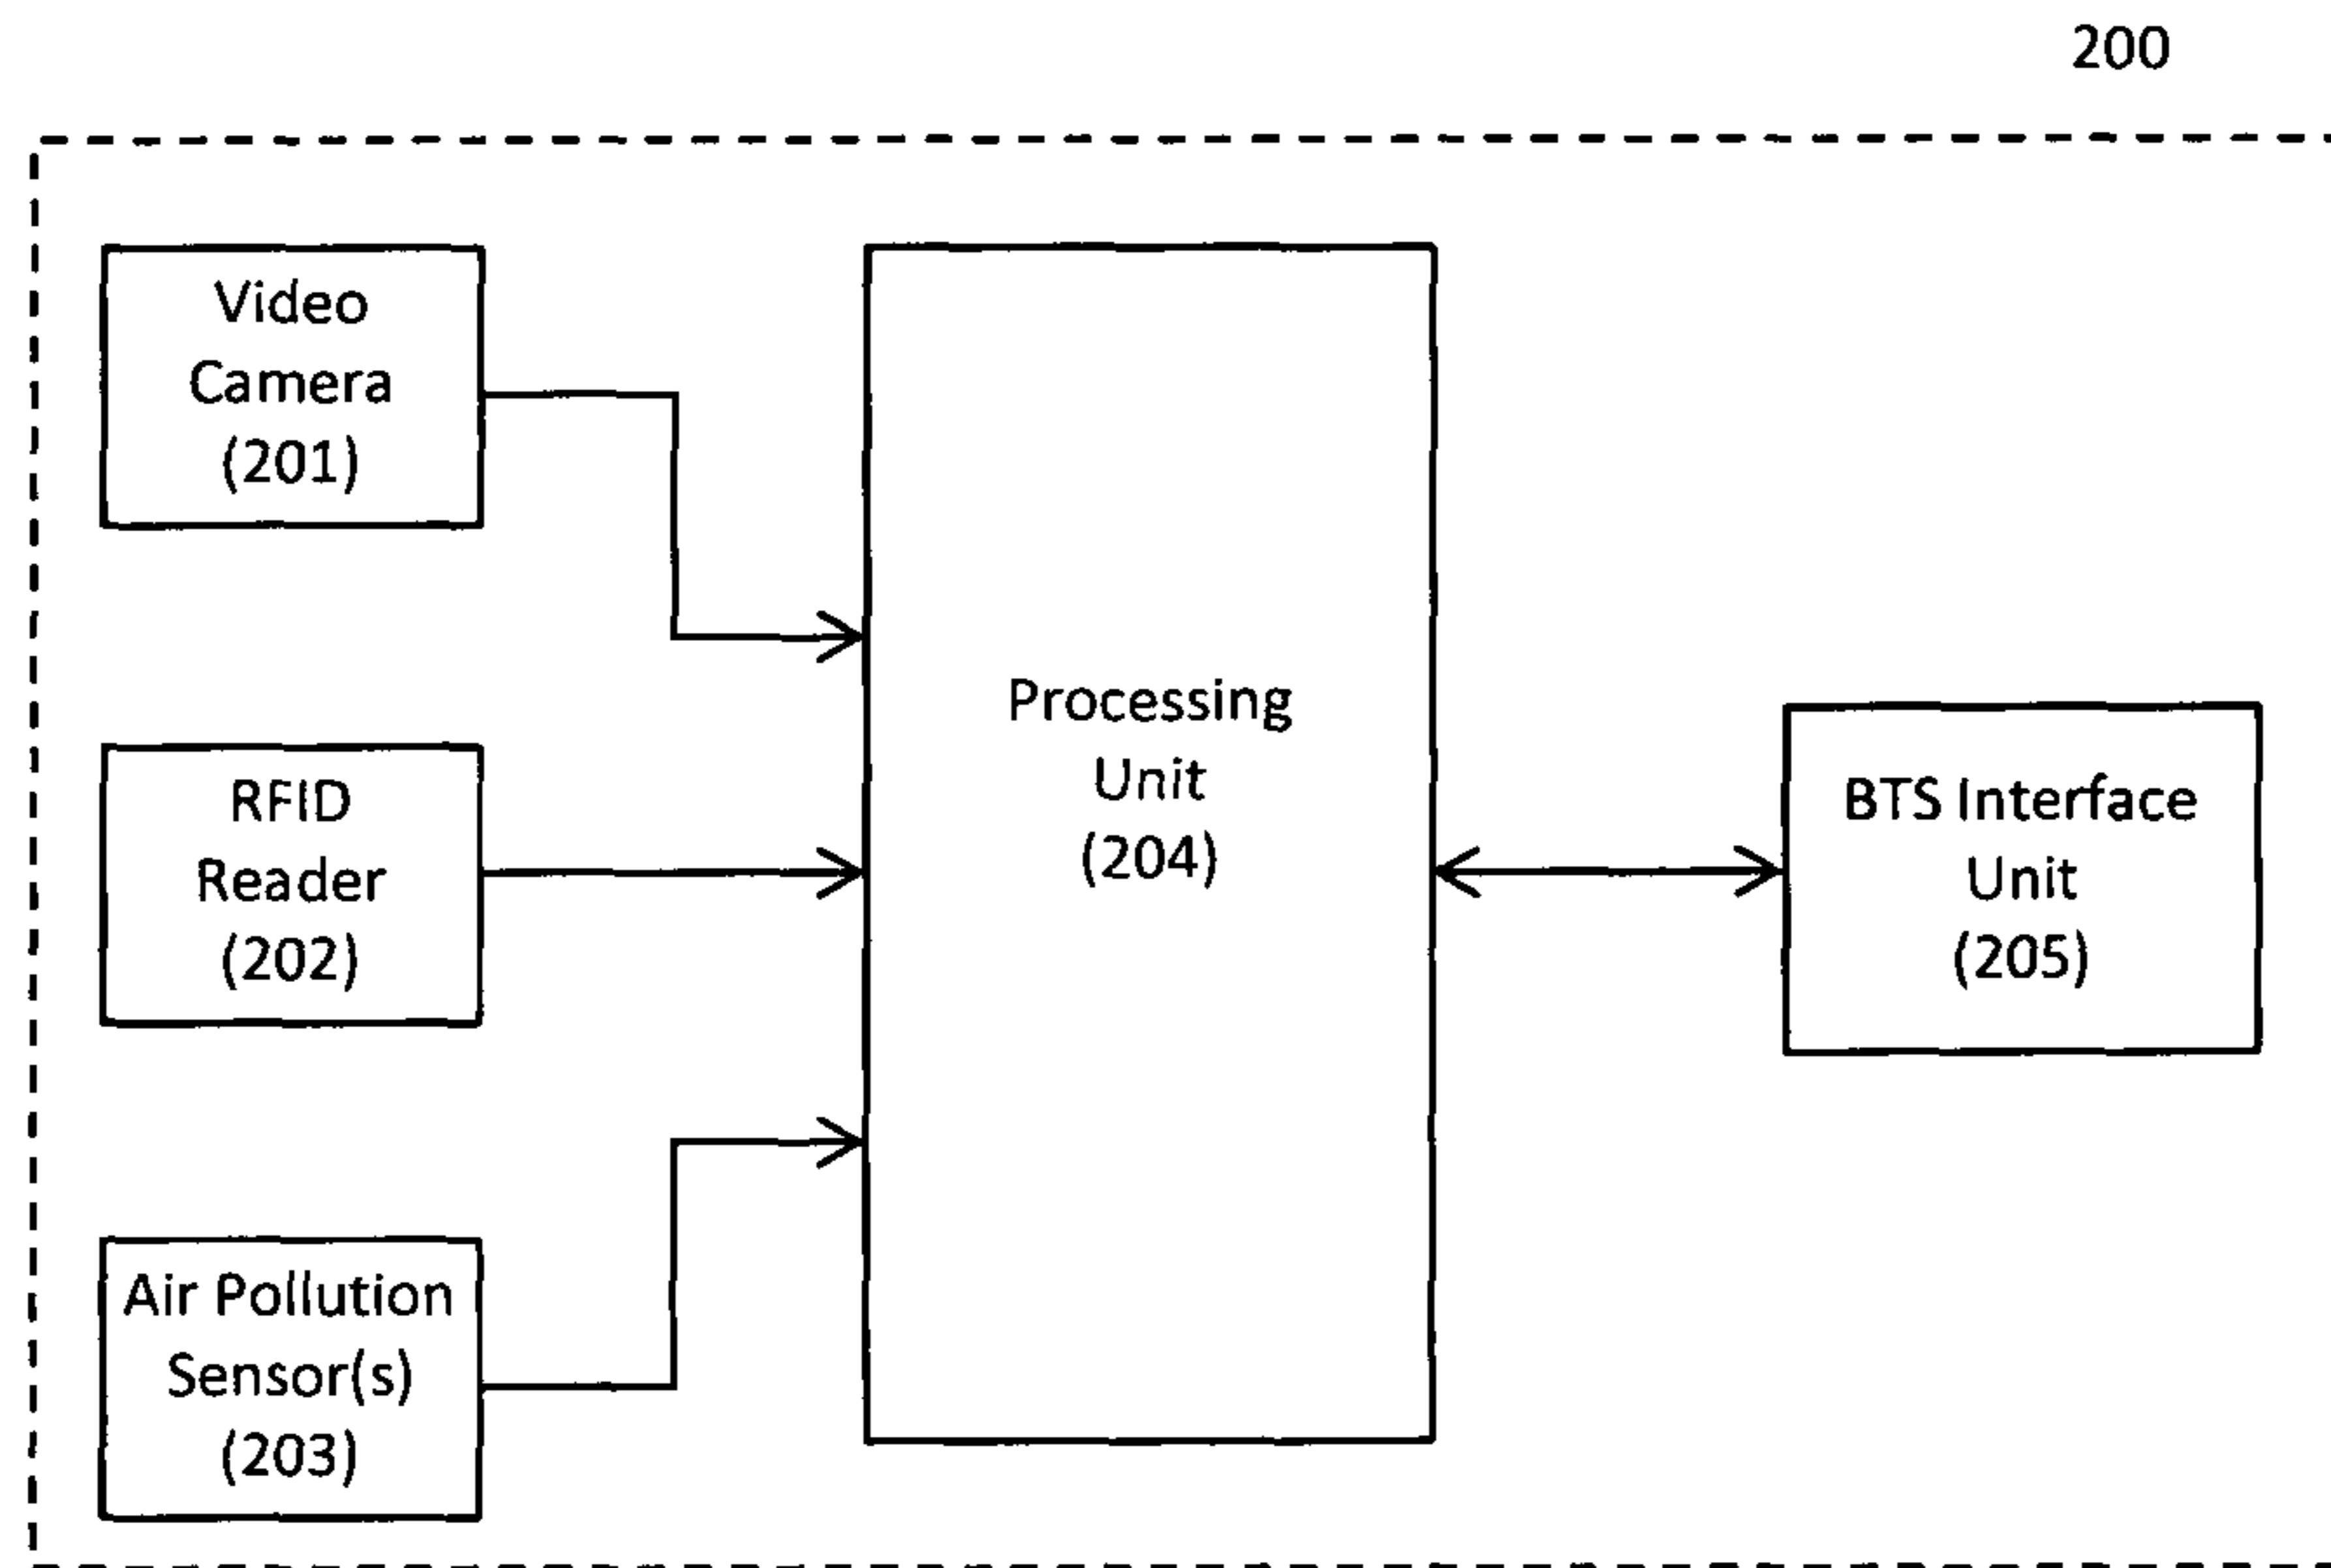 200
Video
Camera
(201)
RFID
Reader
(202)
Air Pollution
Sensor(s)
(203)
Processing
Unit
(204)
BTS Interface
Unit
(205)